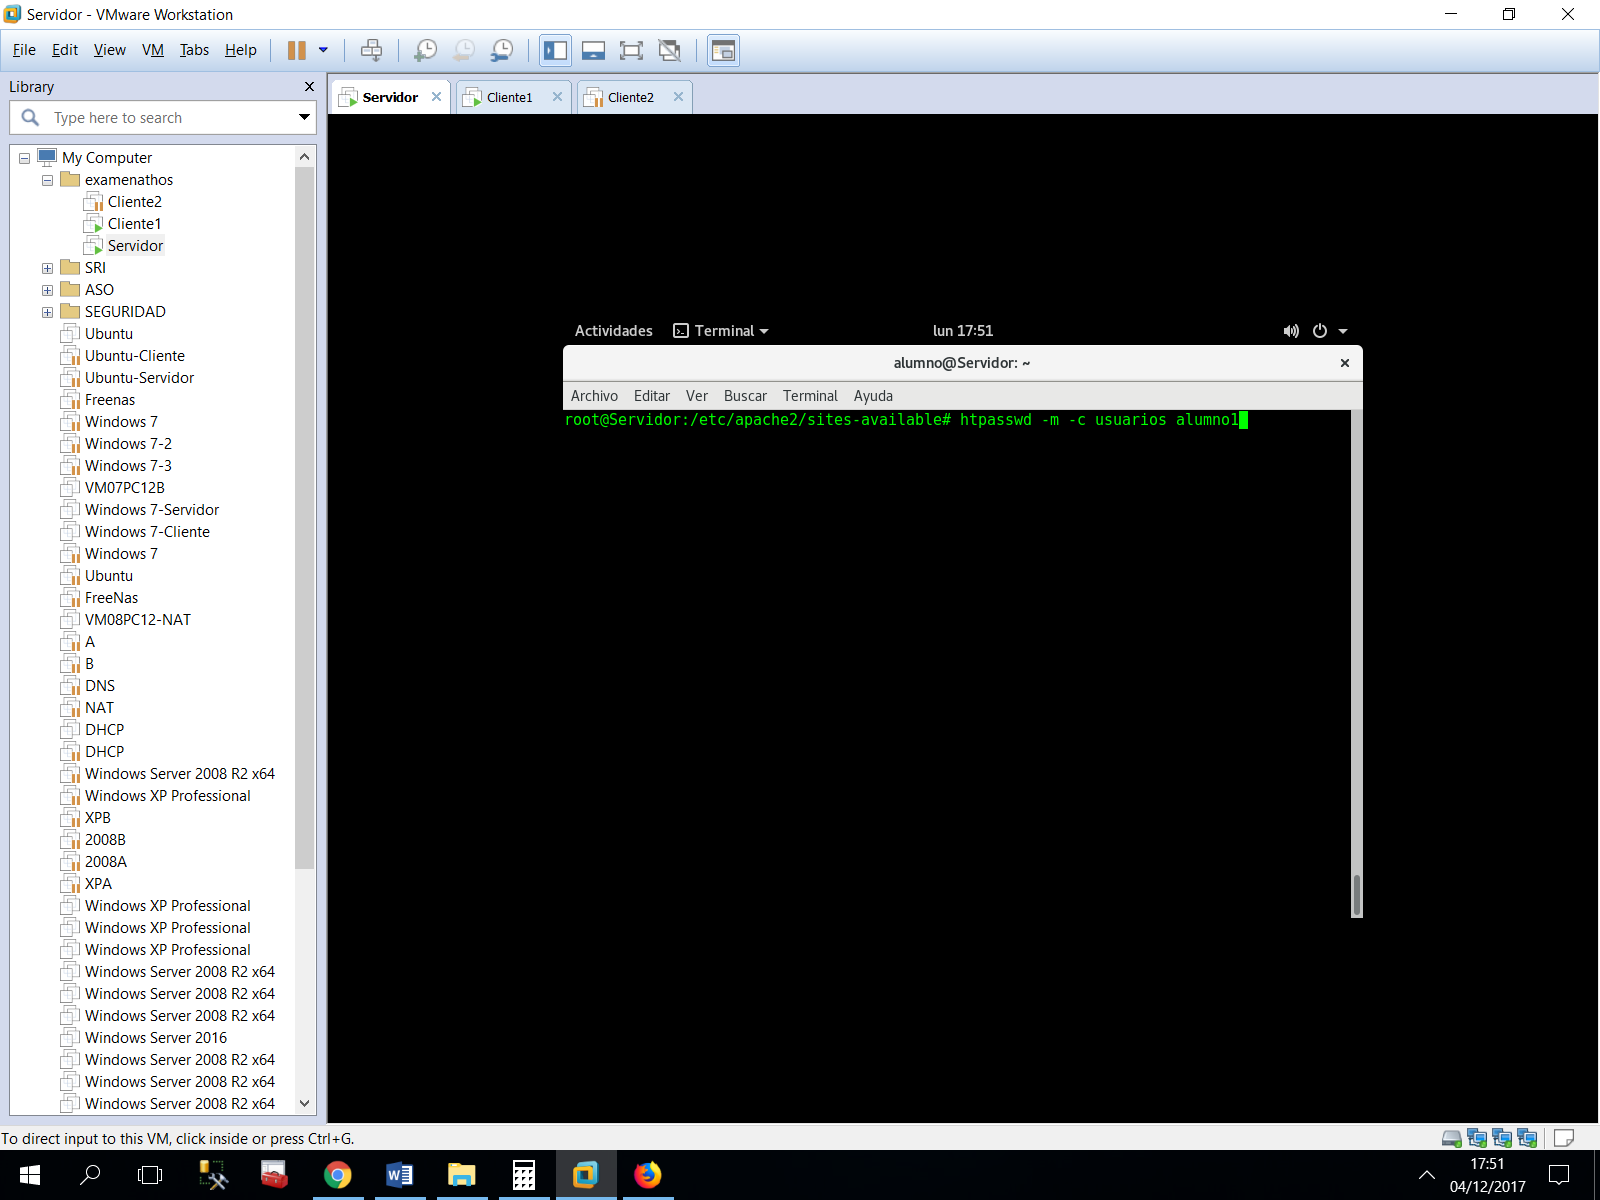 Servidor - VMware Workstation
File Edit View VM Tabs Help
Library
Type here to search
My Computer
examenathos
Cliente2
Cliente1
Servidor
SRI
ASO
SEGURIDAD
Ubuntu
Ubuntu-Cliente
Ubuntu-Servidor
Freenas
Windows 7
Windows 7-2
Windows 7-3
VM07PC12B
Windows 7-Servidor
Windows 7-Cliente
Windows 7
Ubuntu
FreeNas
VM08PC12-NAT
A
B
DNS
NAT
DHCP
DHCP
Windows Server 2008 R2 x64
Windows XP Professional
XPB
2008B
2008A
XPA
Windows XP Professional
Windows XP Professional
Windows XP Professional
Windows Server 2008 R2 x64
Windows Server 2008 R2 x64
Windows Server 2008 R2 x64
Windows Server 2016
Windows Server 2008 R2 x64
Windows Server 2008 R2 x64
Windows Server 2008 R2 x64
Servidor Cliente1 Cliente2
Actividades Terminal lun 17:51
alumno@Servidor: ~
Archivo Editar Ver Buscar Terminal Ayuda
root@Servidor:/etc/apache2/sites-available# htpasswd -m -c usuarios alumno1
To direct input to this VM, click inside or press Ctrl+G.
17:51
04/12/2017